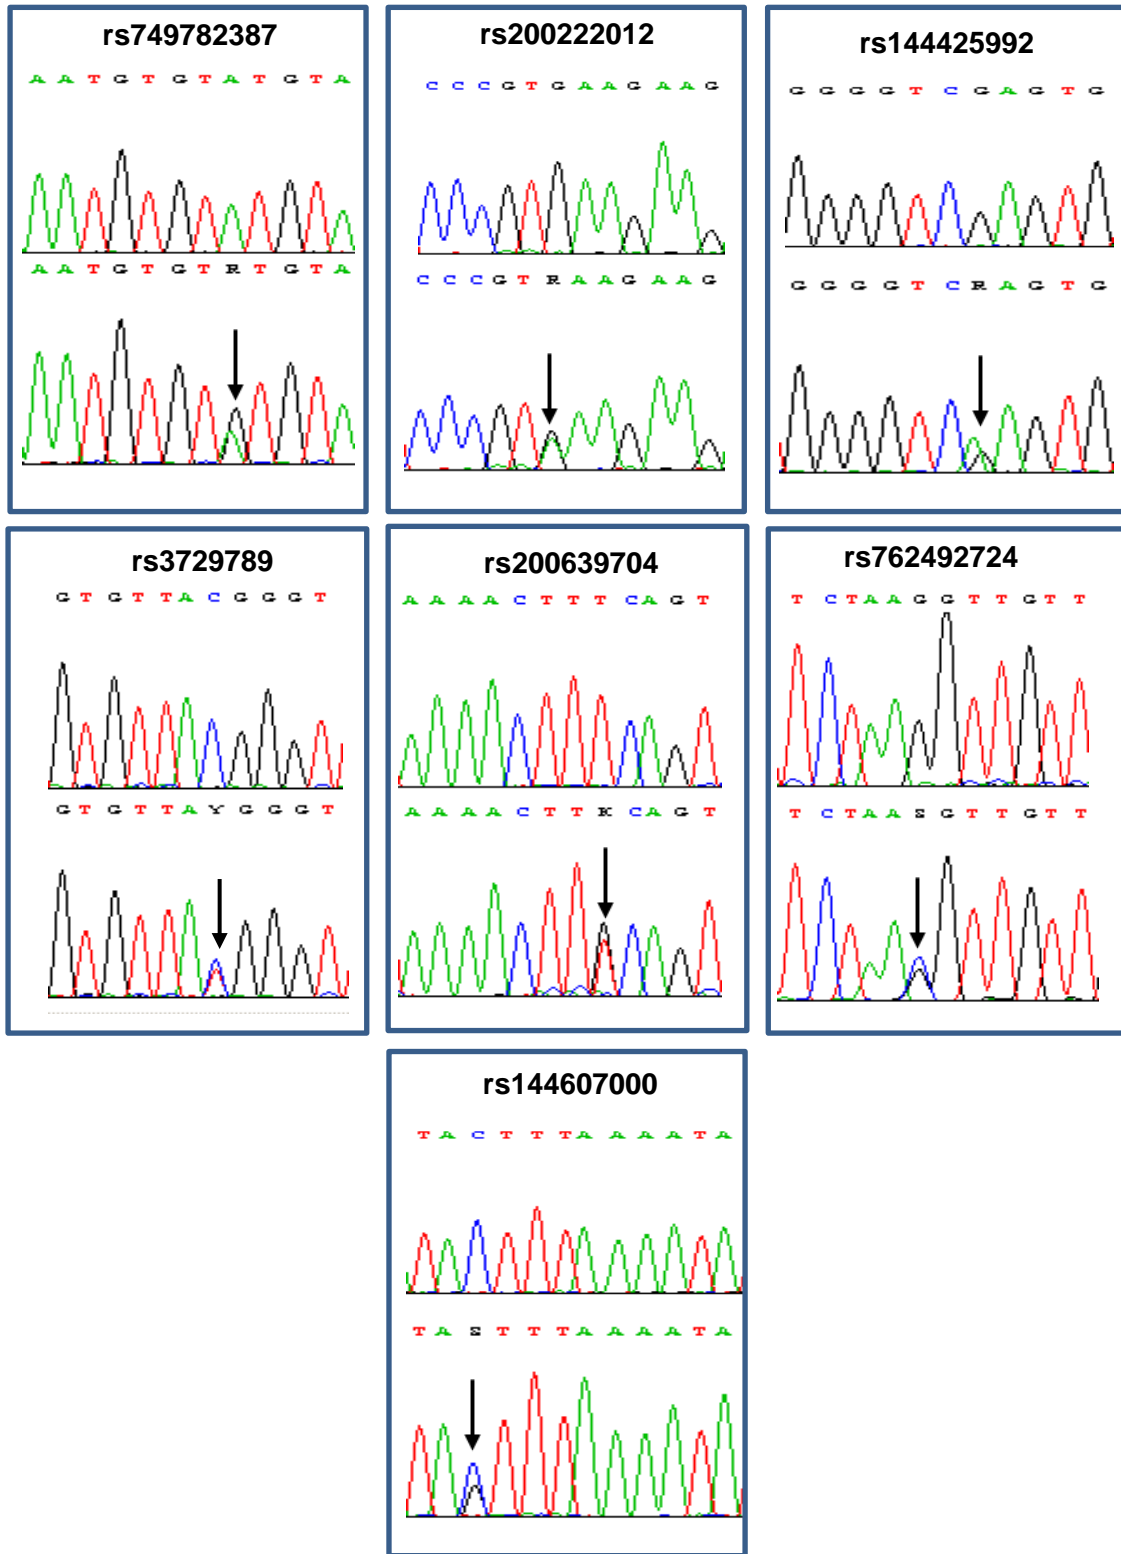 rs749782387
A A T G T G T A T G T A
A A T G T G T R T G T A
rs200222012
C C C G T G A A G A A G
C C C G T R A A G A A G
rs144425992
G G G G T C G A G T G
G G G G T C R A G T G
rs3729789
G T G T T A C G G G T
G T G T T A Y G G G T
rs200639704
A A A A C T T T C A G T
A A A A C T T K C A G T
rs762492724
T C T A A G G T T G T T
T C T A A S G T T G T T
rs144607000
T A C T T T A A A A T A
T A S T T T A A A A T A